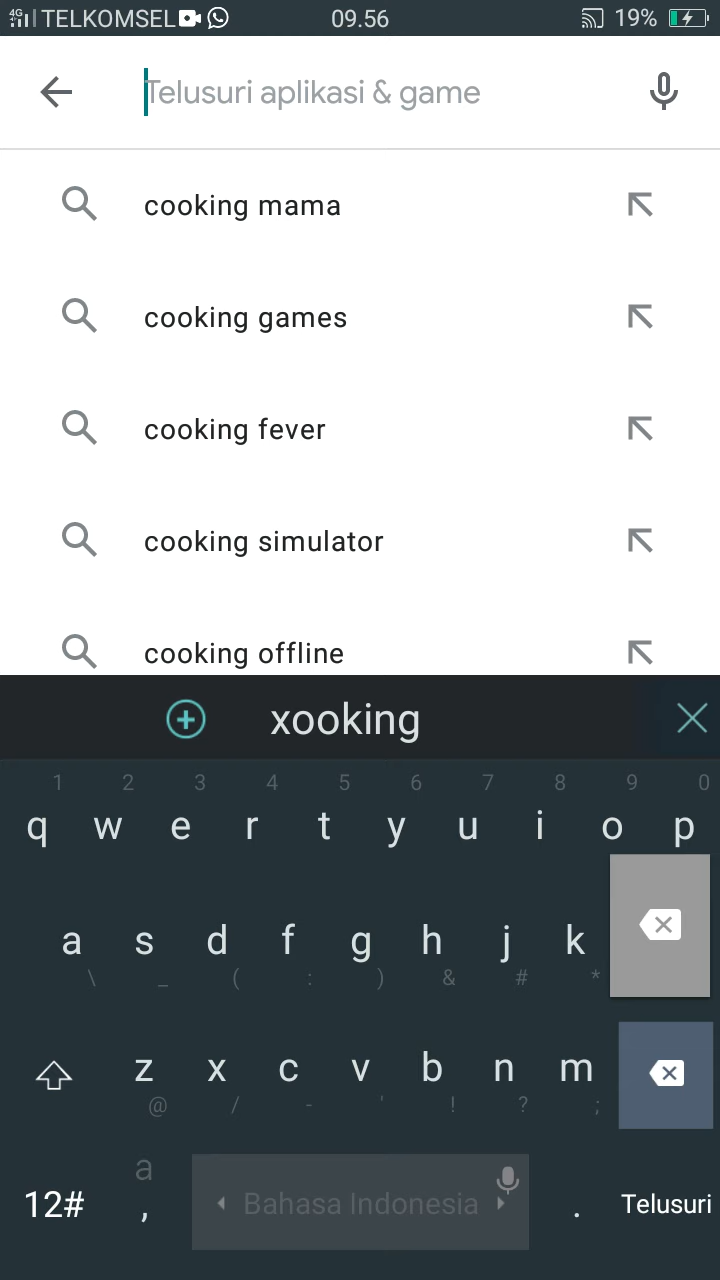 4G TELKOMSEL 09.56 19%
Telusuri aplikasi & game
cooking mama
cooking games
cooking fever
cooking simulator
cooking offline
xooking
1 2 3 4 5 6 7 8 9 0
q w e r t y u i o p
a s d f g h j k
\ _ ( : ) & # *
z x c v b n m
@ / - ' ! ? ;
a
12# , Bahasa Indonesia . Telusuri